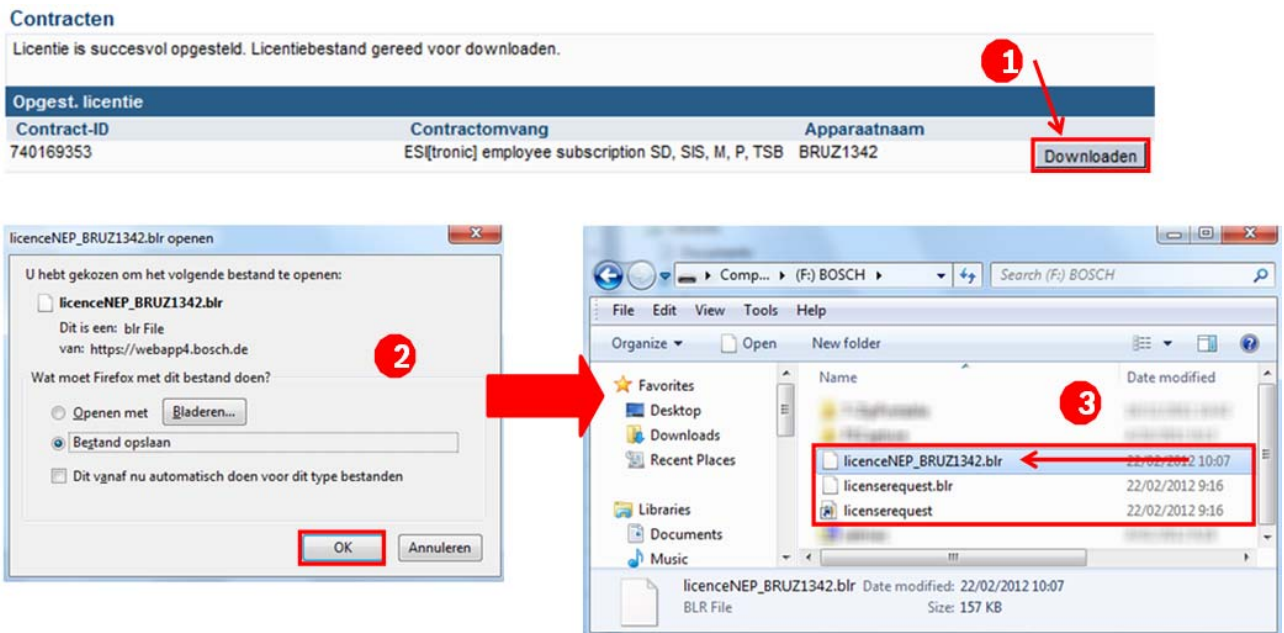 Contracten
Licentie is succesvol opgesteld. Licentiebestand gereed voor downloaden.
1
Opgest. licentie
Contract-ID Contractomvang Apparaatnaam
740169353 ESI[tronic] employee subscription SD, SIS, M, P, TSB BRUZ1342 Downloaden
licenceNEP_BRUZ1342.blr openen
U hebt gekozen om het volgende bestand te openen:
licenceNEP_BRUZ1342.blr
Dit is een: blr File
van: https://webapp4.bosch.de
2
Wat moet Firefox met dit bestand doen?
Openen met Bladeren...
Bestand opslaan
Dit vanaf nu automatisch doen voor dit type bestanden
OK Annuleren
Comp... (F:) BOSCH Search (F:) BOSCH
File Edit View Tools Help
Organize Open New folder
Favorites
Desktop
Downloads
Recent Places
Libraries
Documents
Music
Name Date modified
3
licenceNEP_BRUZ1342.blr 22/02/2012 10:07
licenserequest.blr 22/02/2012 9:16
licenserequest 22/02/2012 9:16
licenceNEP_BRUZ1342.blr Date modified: 22/02/2012 10:07
BLR File Size: 157 KB